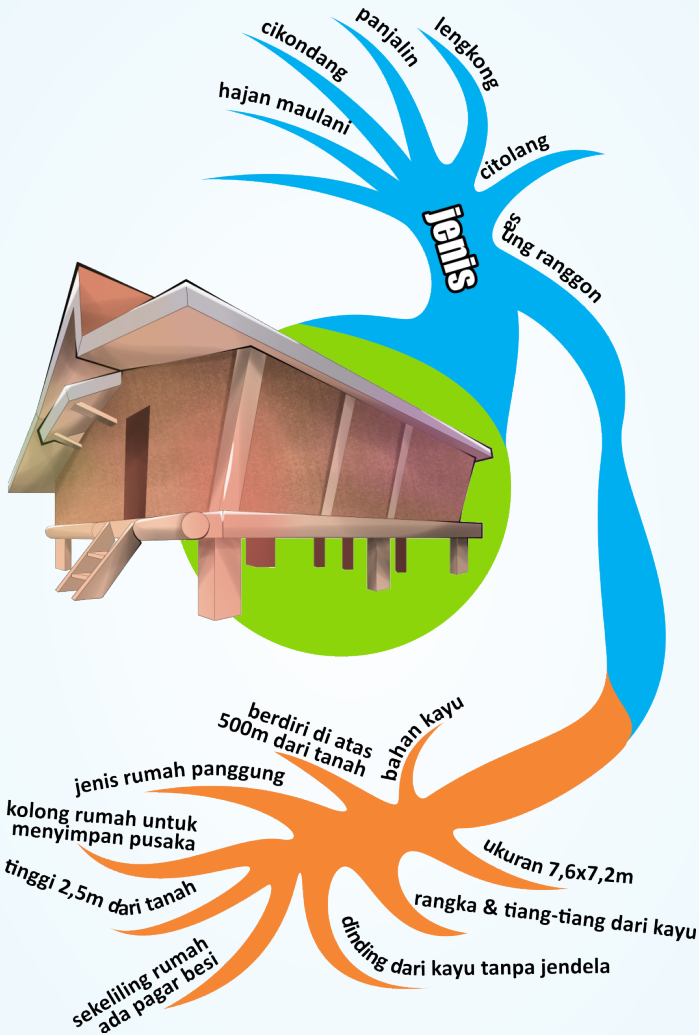 cikondang
panjalin
lengkong
hajan maulani
citolang
jenis
as
ung ranggon
berdiri di atas
500m dari tanah
bahan kayu
jenis rumah panggung
kolong rumah untuk
menyimpan pusaka
tinggi 2,5m dari tanah
sekeliling rumah
ada pagar besi
dinding dari kayu tanpa jendela
rangka & tiang-tiang dari kayu
ukuran 7,6x7,2m